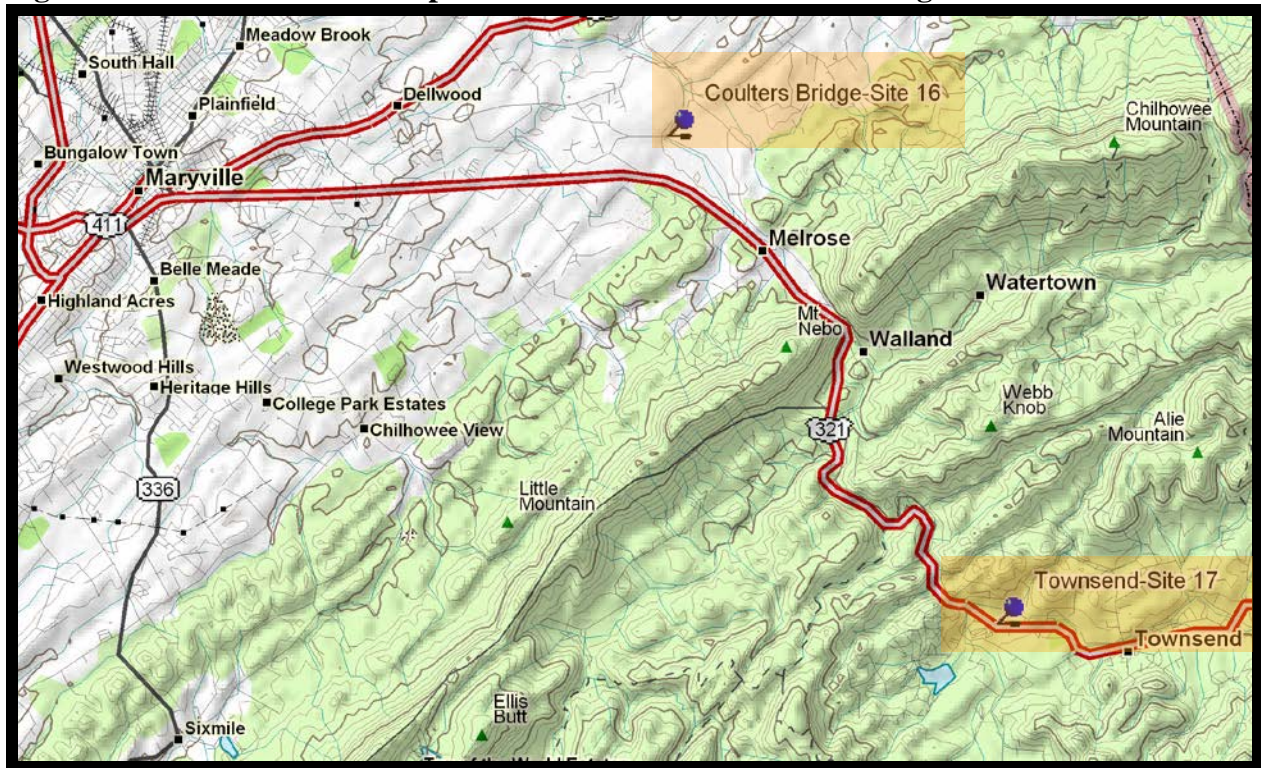 Meadow Brook
South Hall
Dellwood
Plainfield
Coulters Bridge-Site 16
Chilhowee
Mountain
Bungalow Town
Maryville
411
Melrose
Belle Meade
Watertown
Highland Acres
Mt
Nebo
Walland
Westwood Hills
Heritage Hills
College Park Estates
Webb
Knob
Chilhowee View
321
Alie
Mountain
336
Little
Mountain
Townsend-Site 17
Townsend
Ellis
Butt
Sixmile